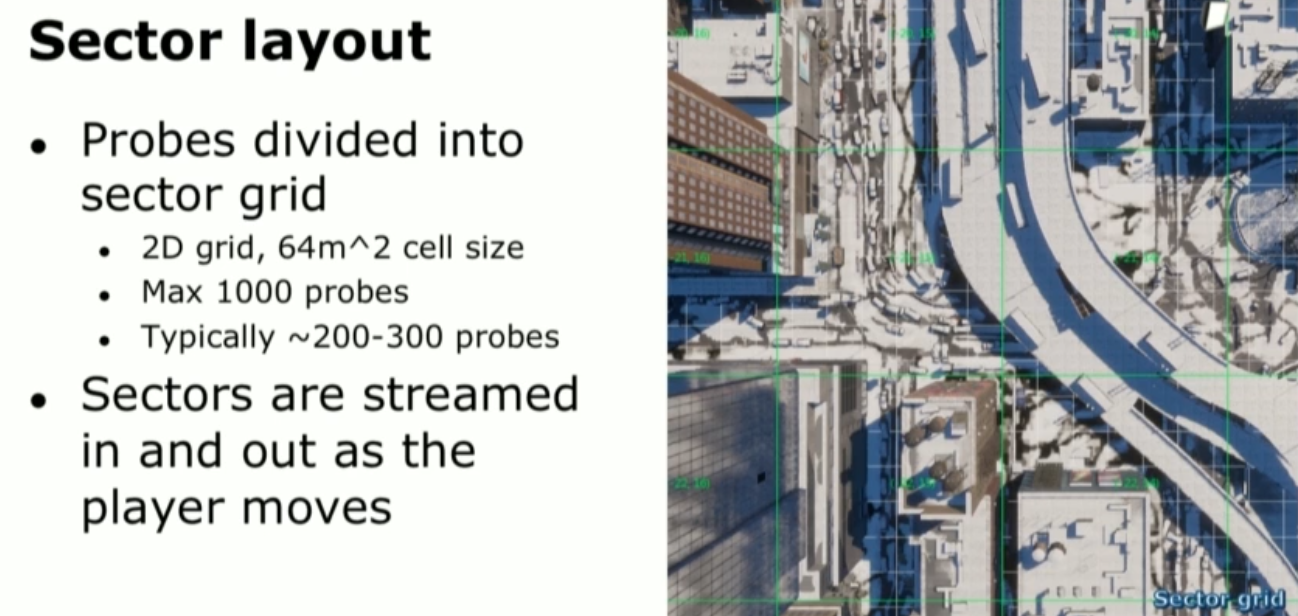 Sector layout
• Probes divided into
sector grid
• 2D grid, 64m^2 cell size
• Max 1000 probes
• Typically ~200-300 probes
• Sectors are streamed
in and out as the
player moves
Sector grid